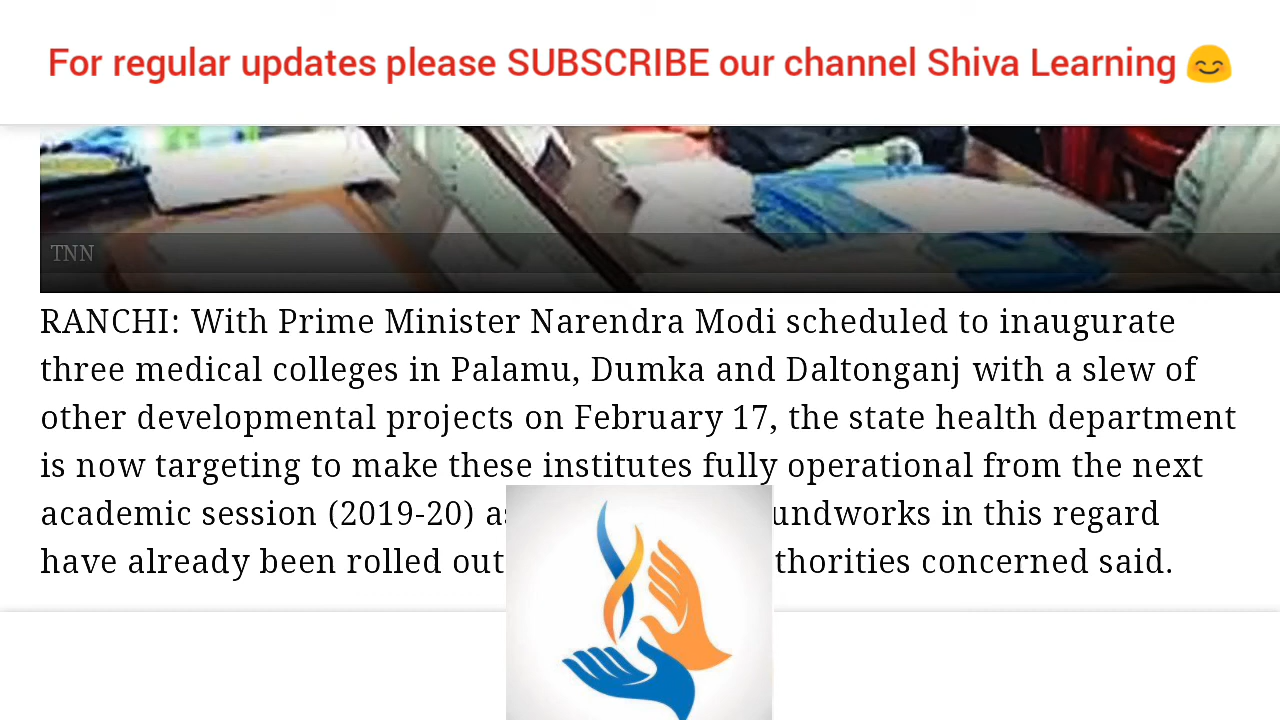 For regular updates please SUBSCRIBE our channel Shiva Learning 😊
TNN
RANCHI: With Prime Minister Narendra Modi scheduled to inaugurate
three medical colleges in Palamu, Dumka and Daltonganj with a slew of
other developmental projects on February 17, the state health department
is now targeting to make these institutes fully operational from the next
academic session (2019-20) in this regard
have already been rolled out concerned said.